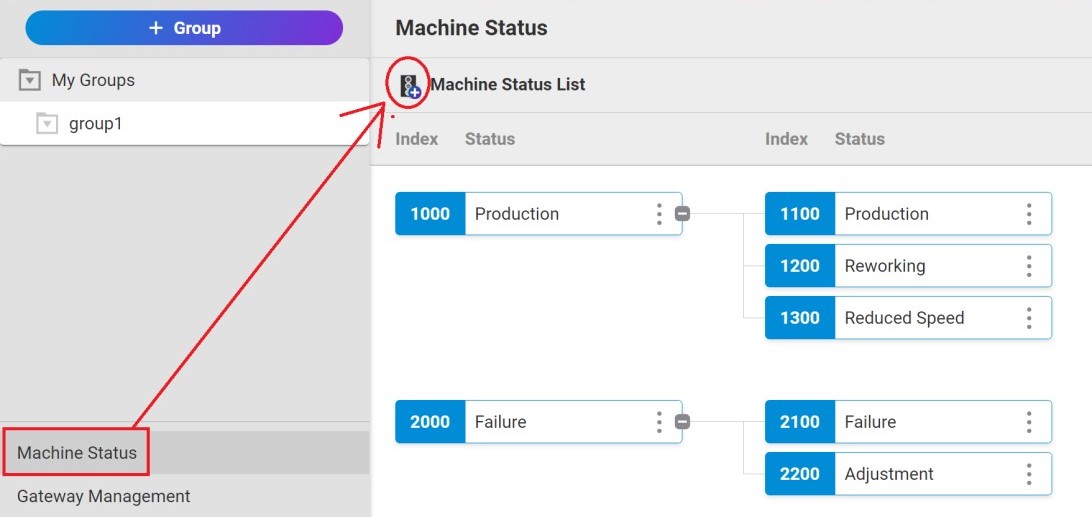 + Group
My Groups
group1
Machine Status
Gateway Management
Machine Status
Machine Status List
Index Status Index Status
1000 Production 1100 Production
1200 Reworking
1300 Reduced Speed
2000 Failure 2100 Failure
2200 Adjustment